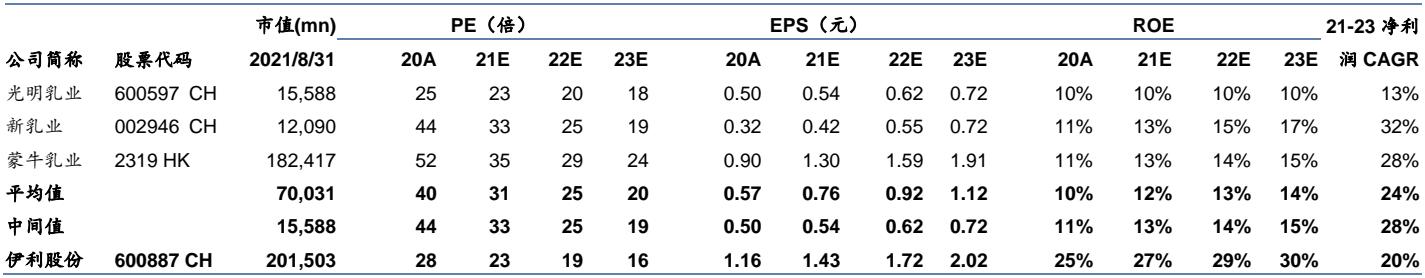 市值(mn) PE（倍） EPS（元） ROE 21-23 净利
公司简称 股票代码 2021/8/31 20A 21E 22E 23E 20A 21E 22E 23E 20A 21E 22E 23E 润 CAGR
光明乳业 600597 CH 15,588 25 23 20 18 0.50 0.54 0.62 0.72 10% 10% 10% 10% 13%
新乳业 002946 CH 12,090 44 33 25 19 0.32 0.42 0.55 0.72 11% 13% 15% 17% 32%
蒙牛乳业 2319 HK 182,417 52 35 29 24 0.90 1.30 1.59 1.91 11% 13% 14% 15% 28%
平均值 70,031 40 31 25 20 0.57 0.76 0.92 1.12 10% 12% 13% 14% 24%
中间值 15,588 44 33 25 19 0.50 0.54 0.62 0.72 11% 13% 14% 15% 28%
伊利股份 600887 CH 201,503 28 23 19 16 1.16 1.43 1.72 2.02 25% 27% 29% 30% 20%